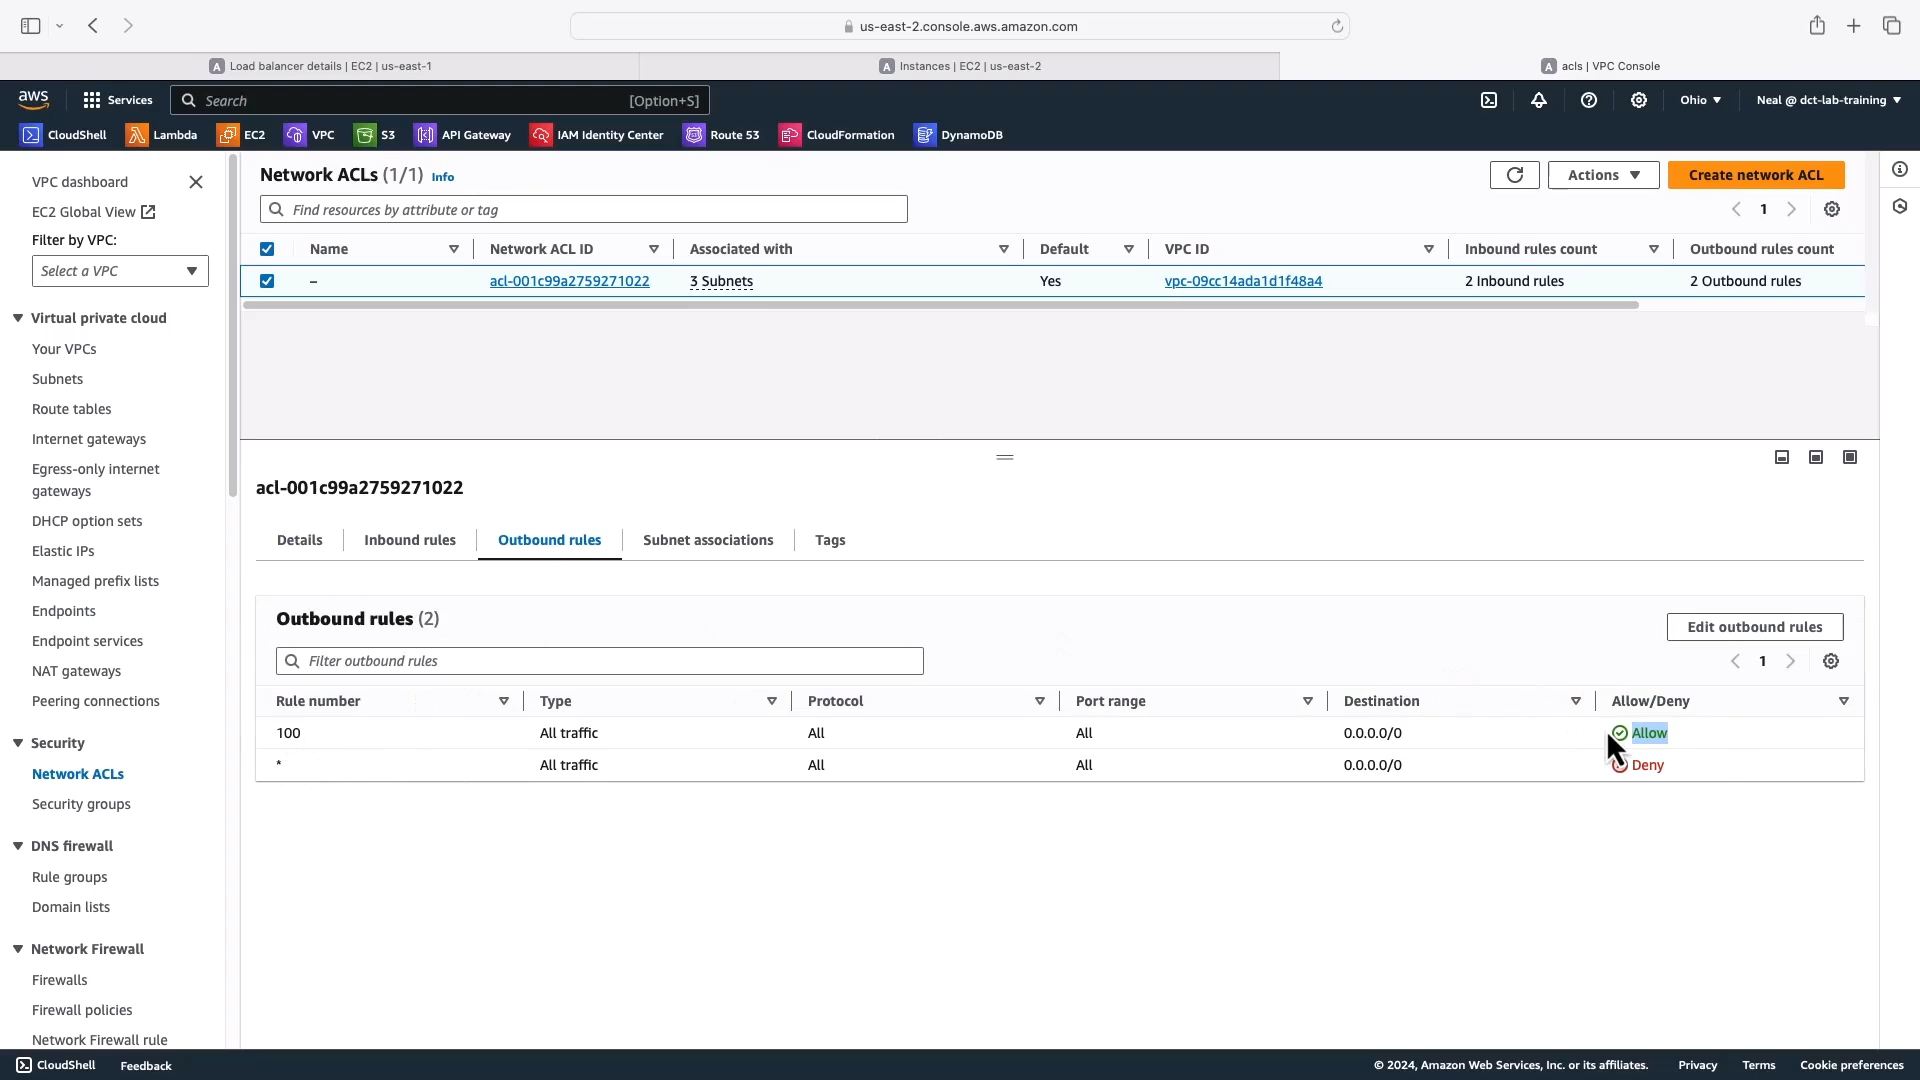 us-east-2.console.aws.amazon.com
A Load balancer details | EC2 | us-east-1
A Instances | EC2 | us-east-2
A acls | VPC Console
aws
Services
Search
[Option+S]
Ohio
Neal @ dct-lab-training
CloudShell
Lambda
EC2
VPC
S3
API Gateway
IAM Identity Center
Route 53
CloudFormation
DynamoDB
VPC dashboard
EC2 Global View
Filter by VPC:
Select a VPC
Virtual private cloud
Your VPCs
Subnets
Route tables
Internet gateways
Egress-only internet
gateways
DHCP option sets
Elastic IPs
Managed prefix lists
Endpoints
Endpoint services
NAT gateways
Peering connections
Security
Network ACLs
Security groups
DNS firewall
Rule groups
Domain lists
Network Firewall
Firewalls
Firewall policies
Network Firewall rule
Network ACLs (1/1) Info
Actions
Create network ACL
Find resources by attribute or tag
1
Name
Network ACL ID
Associated with
Default
VPC ID
Inbound rules count
Outbound rules count
–
acl-001c99a2759271022
3 Subnets
Yes
vpc-09cc14ada1d1f48a4
2 Inbound rules
2 Outbound rules
acl-001c99a2759271022
Details
Inbound rules
Outbound rules
Subnet associations
Tags
Outbound rules (2)
Edit outbound rules
Filter outbound rules
1
Rule number
Type
Protocol
Port range
Destination
Allow/Deny
100
All traffic
All
All
0.0.0.0/0
Allow
*
All traffic
All
All
0.0.0.0/0
Deny
CloudShell
Feedback
© 2024, Amazon Web Services, Inc. or its affiliates.
Privacy
Terms
Cookie preferences